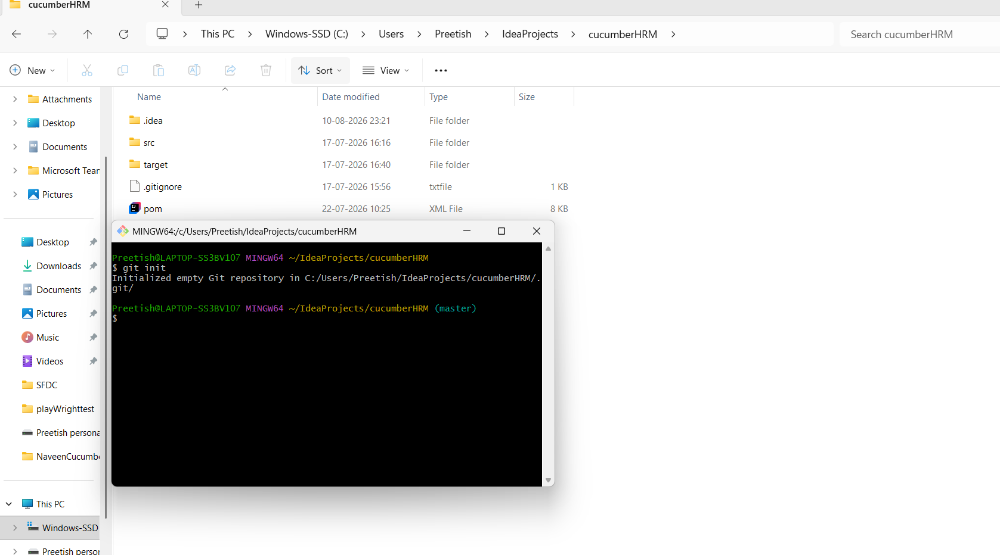 cucumberHRM
This PC > Windows-SSD (C:) > Users > Preetish > IdeaProjects > cucumberHRM >
Search cucumberHRM
New
Sort
View
Attachments
Desktop
Documents
Microsoft Tean
Pictures
Desktop
Downloads
Documents
Pictures
Music
Videos
SFDC
playWrighttest
Preetish persona
NaveenCucumbe
This PC
Windows-SSD
Preetish person
Name Date modified Type Size
.idea 10-08-2026 23:21 File folder
src 17-07-2026 16:16 File folder
target 17-07-2026 16:40 File folder
.gitignore 17-07-2026 15:56 txtfile 1 KB
pom 22-07-2026 10:25 XML File 8 KB
MINGW64:/c/Users/Preetish/IdeaProjects/cucumberHRM
Preetish@LAPTOP-SS3BV107 MINGW64 ~/IdeaProjects/cucumberHRM
$ git init
Initialized empty Git repository in C:/Users/Preetish/IdeaProjects/cucumberHRM/.
git/
Preetish@LAPTOP-SS3BV107 MINGW64 ~/IdeaProjects/cucumberHRM (master)
$